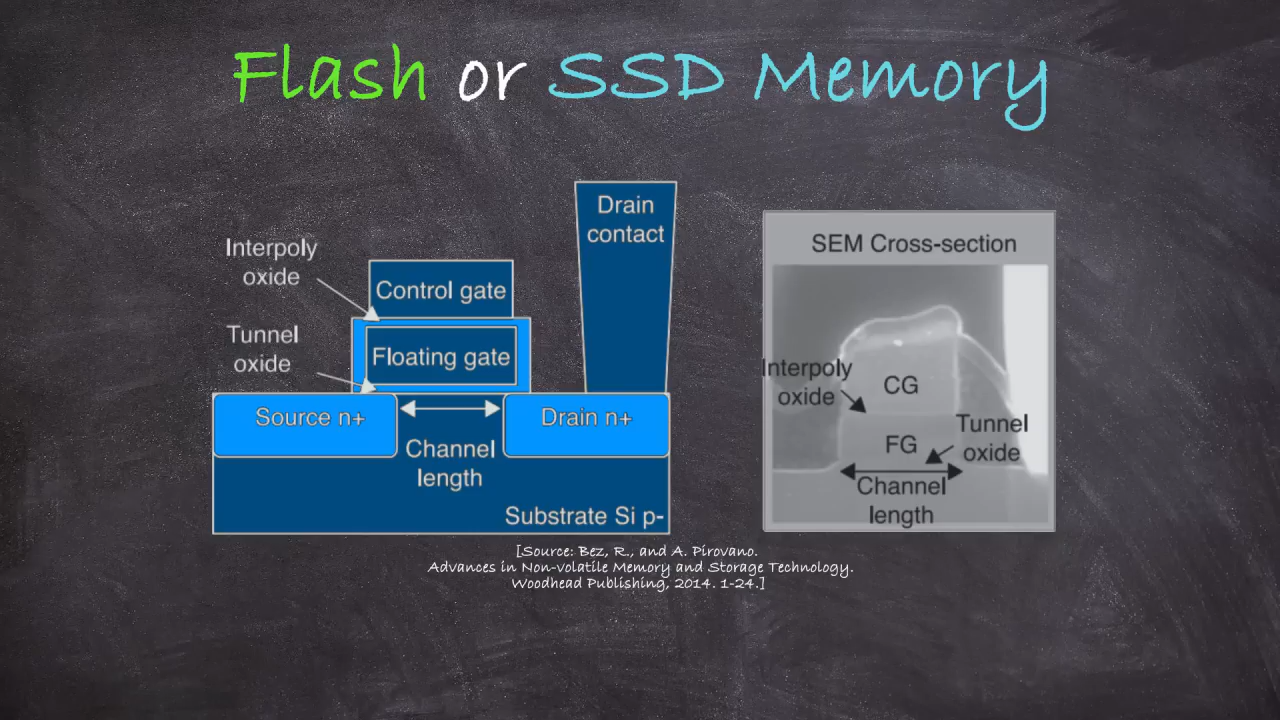 Flash or SSD Memory
Interpoly
oxide
Tunnel
oxide
Control gate
Floating gate
Drain
contact
Source n+
Drain n+
Channel
length
Substrate Si p-
SEM Cross-section
Interpoly
oxide
CG
FG
Tunnel
oxide
Channel
length
[Source: Bez, R., and A. Pirovano.
Advances in Non-volatile Memory and Storage Technology.
Woodhead Publishing, 2014. 1-24.]